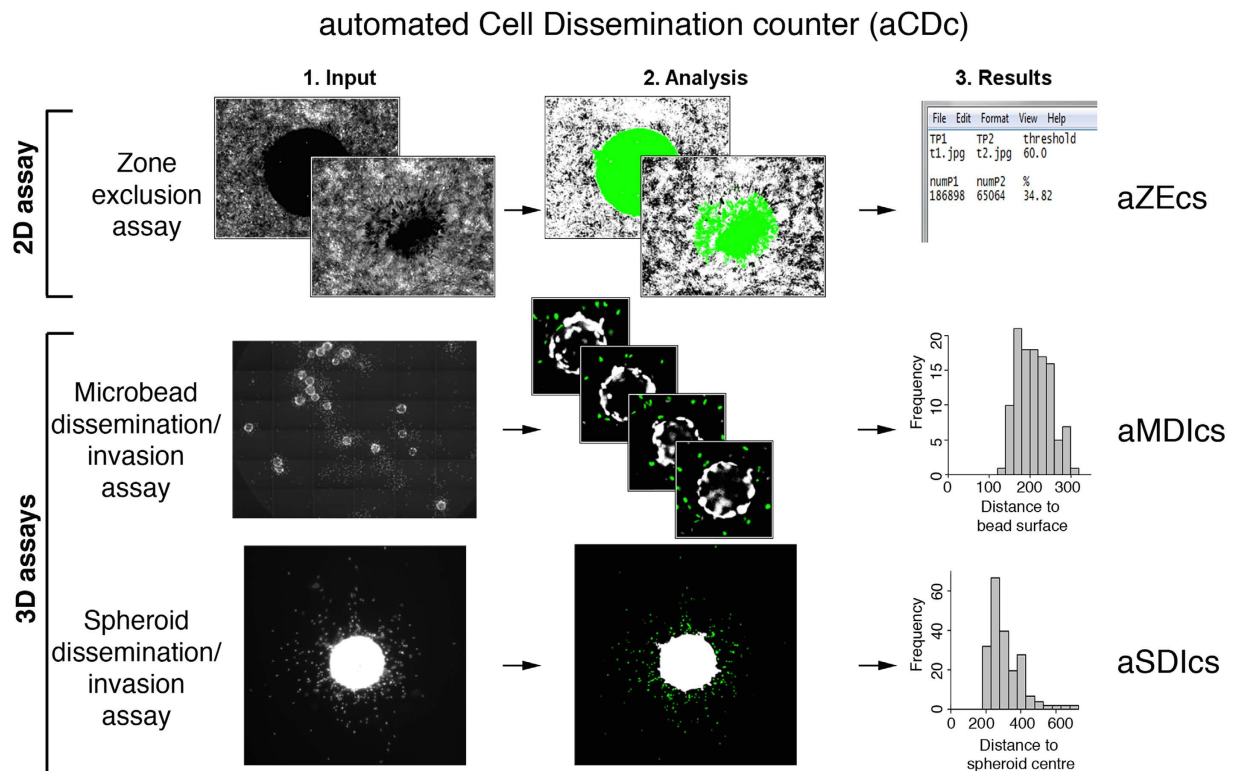 automated Cell Dissemination counter (aCDc)
1. Input
2. Analysis
3. Results
2D assay
Zone
exclusion
assay
File Edit Format View Help
TP1 TP2 threshold
t1.jpg t2.jpg 60.0
numP1 numP2 %
186898 65064 34.82
aZEcs
3D assays
Microbead
dissemination/
invasion
assay
Frequency
20
15
10
5
0
0 100 200 300
Distance to
bead surface
aMDIcs
Spheroid
dissemination/
invasion
assay
Frequency
60
40
20
0
0 200 400 600
Distance to
spheroid centre
aSDIcs